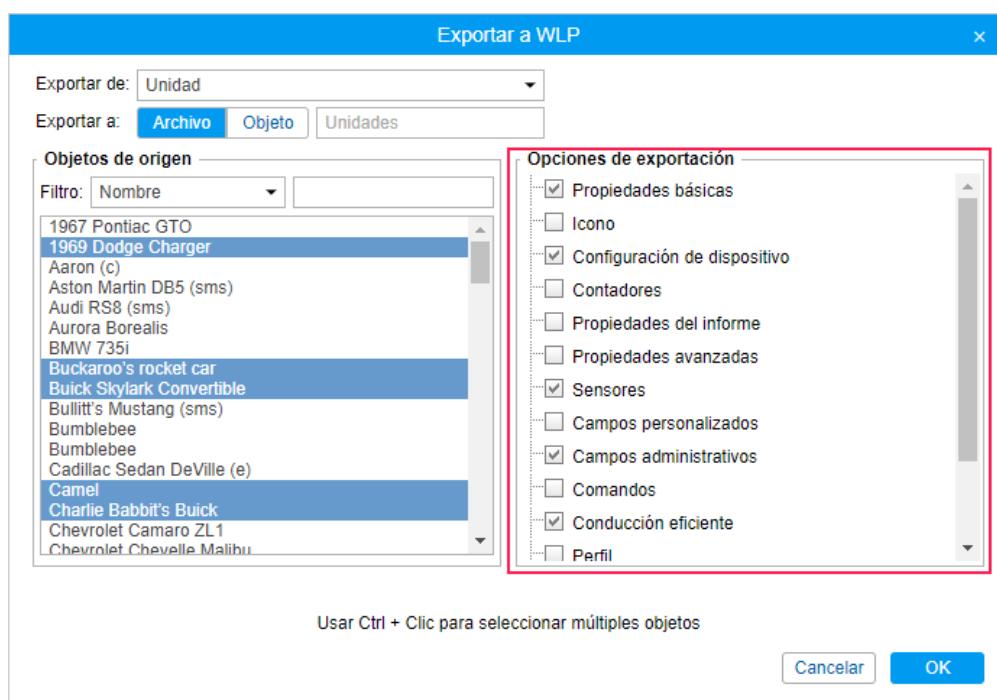 Exportar a WLP ×
Exportar de: Unidad
Exportar a: Archivo Objeto Unidades
Objetos de origen
Filtro: Nombre
1967 Pontiac GTO
1969 Dodge Charger
Aaron (c)
Aston Martin DB5 (sms)
Audi RS8 (sms)
Aurora Borealis
BMW 735i
Buckaroo's rocket car
Buick Skylark Convertible
Bullitt's Mustang (sms)
Bumblebee
Bumblebee
Cadillac Sedan DeVille (e)
Camel
Charlie Babbit's Buick
Chevrolet Camaro ZL1
Chevrolet Chevelle Malibu
Opciones de exportación
Propiedades básicas
Icono
Configuración de dispositivo
Contadores
Propiedades del informe
Propiedades avanzadas
Sensores
Campos personalizados
Campos administrativos
Comandos
Conducción eficiente
Perfil
Usar Ctrl + Clic para seleccionar múltiples objetos
Cancelar OK